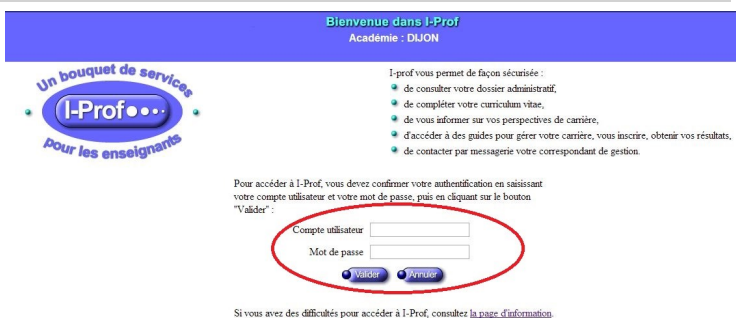 Bienvenue dans I-Prof
Académie : DIJON
Un bouquet de services
I-Prof
pour les enseignants
I-prof vous permet de façon sécurisée :
de consulter votre dossier administratif,
de compléter votre curriculum vitae,
de vous informer sur vos perspectives de carrière,
d'accéder à des guides pour gérer votre carrière, vous inscrire, obtenir vos résultats,
de contacter par messagerie votre correspondant de gestion.
Pour accéder à I-Prof, vous devez confirmer votre authentification en saisissant
votre compte utilisateur et votre mot de passe, puis en cliquant sur le bouton
"Valider" :
Compte utilisateur
Mot de passe
Valider Annuler
Si vous avez des difficultés pour accéder à I-Prof, consultez la page d'information.